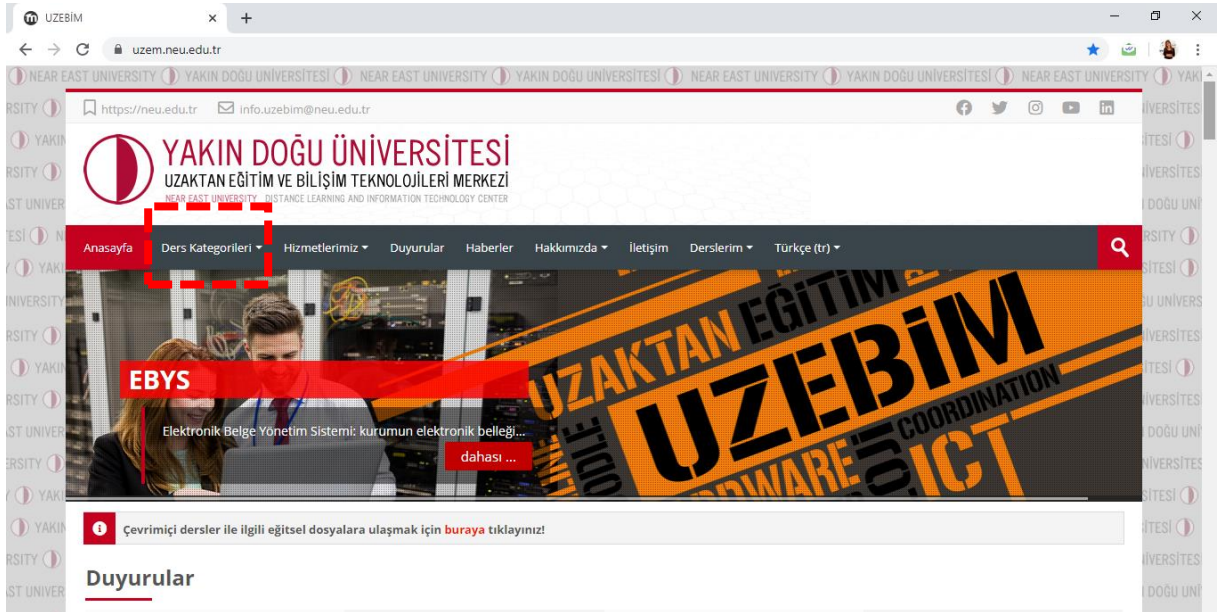 UZEBİM
uzem.neu.edu.tr
NEAR EAST UNIVERSITY YAKIN DOĞU ÜNİVERSİTESİ NEAR EAST UNIVERSITY YAKIN DOĞU ÜNİVERSİTESİ NEAR EAST UNIVERSITY YAKIN DOĞU ÜNİVERSİTESİ NEAR EAST UNIVERSITY
https://neu.edu.tr info.uzebim@neu.edu.tr
YAKIN DOĞU ÜNİVERSİTESİ
UZAKTAN EĞİTİM VE BİLİŞİM TEKNOLOJİLERİ MERKEZİ
NEAR EAST UNIVERSITY DISTANCE LEARNING AND INFORMATION TECHNOLOGY CENTER
Anasayfa Ders Kategorileri Hizmetlerimiz Duyurular Haberler Hakkımızda İletişim Derslerim Türkçe (tr)
UZAKTAN EĞİTİM
UZEBİM
COORDINATION
ICT
EBYS
Elektronik Belge Yönetim Sistemi: kurumun elektronik belleği...
dahası ...
Çevrimiçi dersler ile ilgili eğitsel dosyalara ulaşmak için buraya tıklayınız!
Duyurular